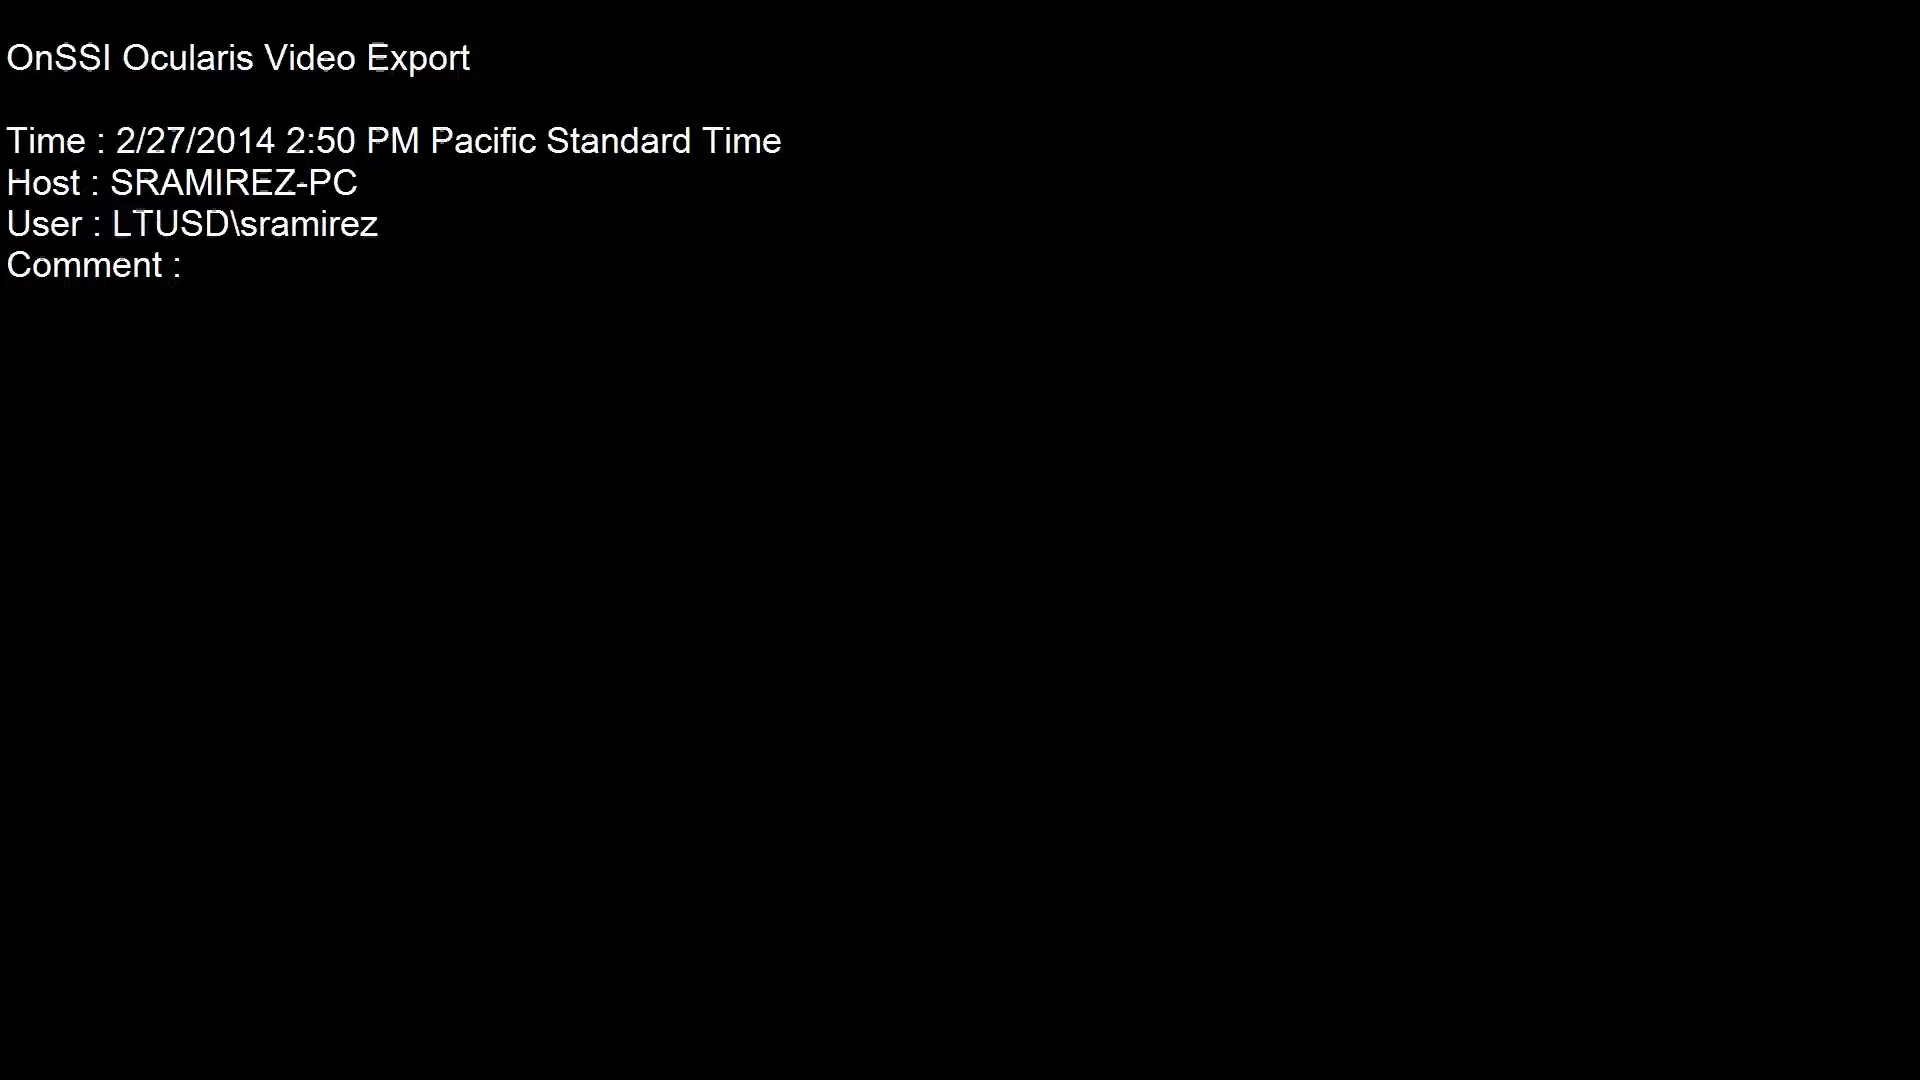 OnSSI Ocularis Video Export
Time : 2/27/2014 2:50 PM Pacific Standard Time
Host : SRAMIREZ-PC
User : LTUSD\sramirez
Comment :